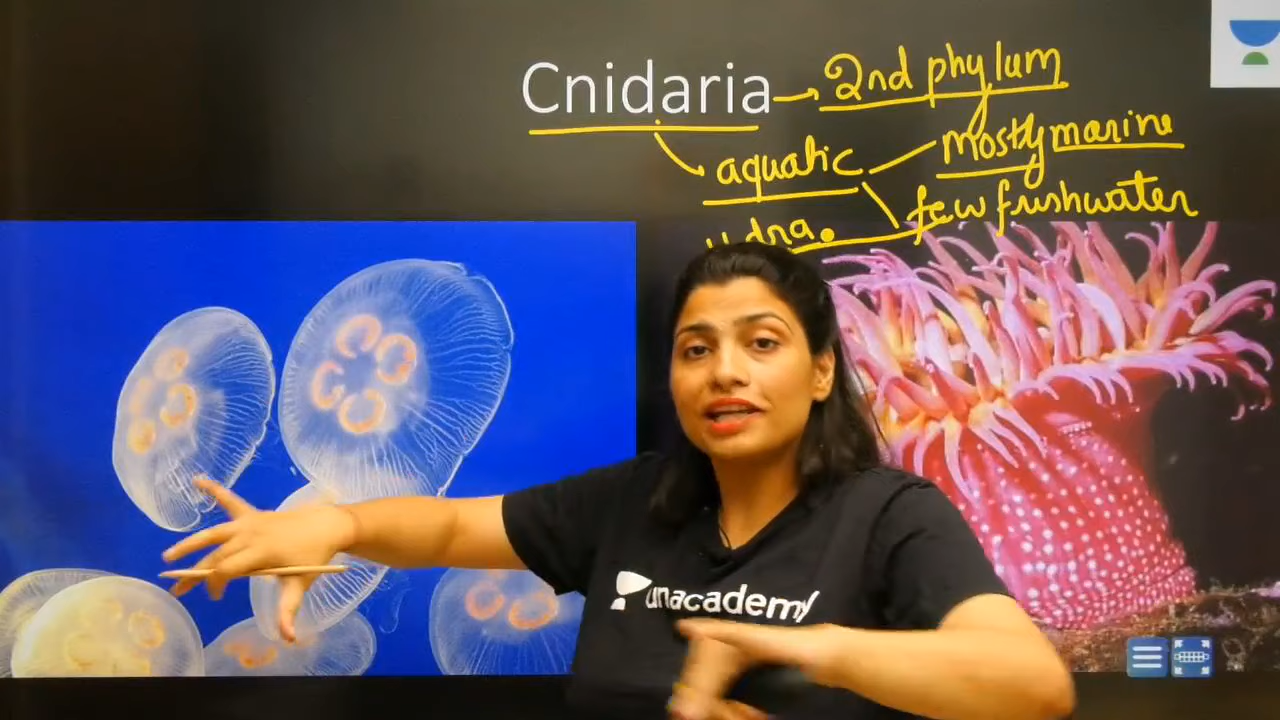 Cnidaria → 2nd phylum
aquatic
mostly marine
few freshwater
unacademy